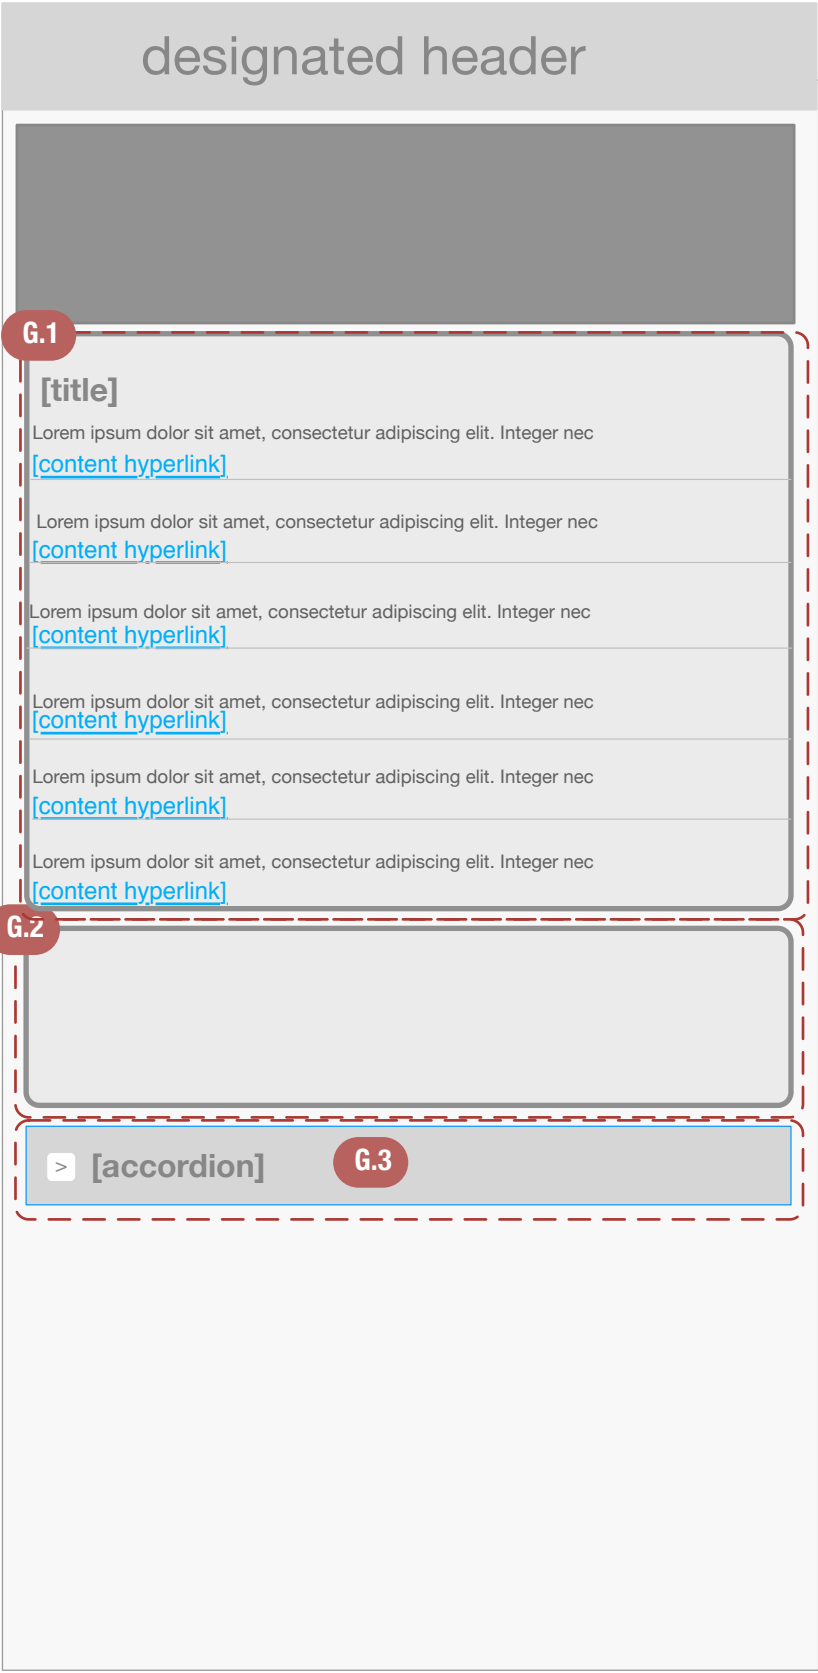 designated header
G.1
[title]
Lorem ipsum dolor sit amet, consectetur adipiscing elit. Integer nec
[content hyperlink]
Lorem ipsum dolor sit amet, consectetur adipiscing elit. Integer nec
[content hyperlink]
Lorem ipsum dolor sit amet, consectetur adipiscing elit. Integer nec
[content hyperlink]
Lorem ipsum dolor sit amet, consectetur adipiscing elit. Integer nec
[content hyperlink]
Lorem ipsum dolor sit amet, consectetur adipiscing elit. Integer nec
[content hyperlink]
Lorem ipsum dolor sit amet, consectetur adipiscing elit. Integer nec
[content hyperlink]
G.2
> [accordion] G.3